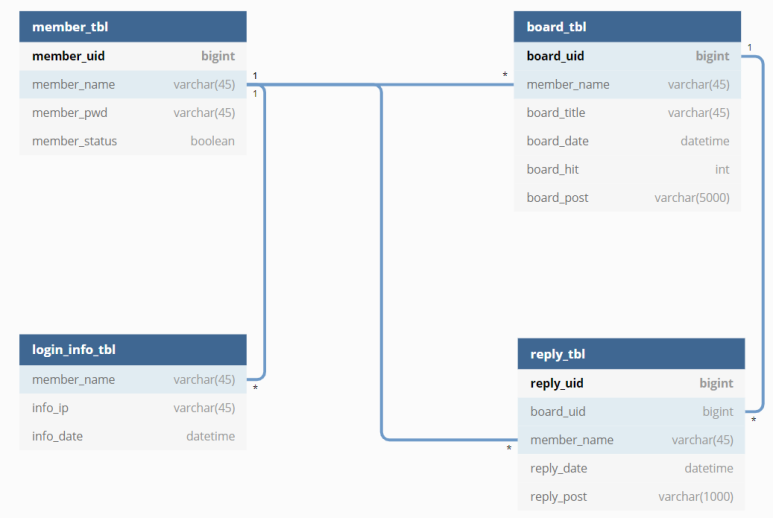 member_tbl
member_uid bigint
member_name varchar(45)
member_pwd varchar(45)
member_status boolean
1
1
*
board_tbl
board_uid bigint
member_name varchar(45)
board_title varchar(45)
board_date datetime
board_hit int
board_post varchar(5000)
1
login_info_tbl
member_name varchar(45)
info_ip varchar(45)
info_date datetime
*
reply_tbl
reply_uid bigint
board_uid bigint
member_name varchar(45)
reply_date datetime
reply_post varchar(1000)
*
*